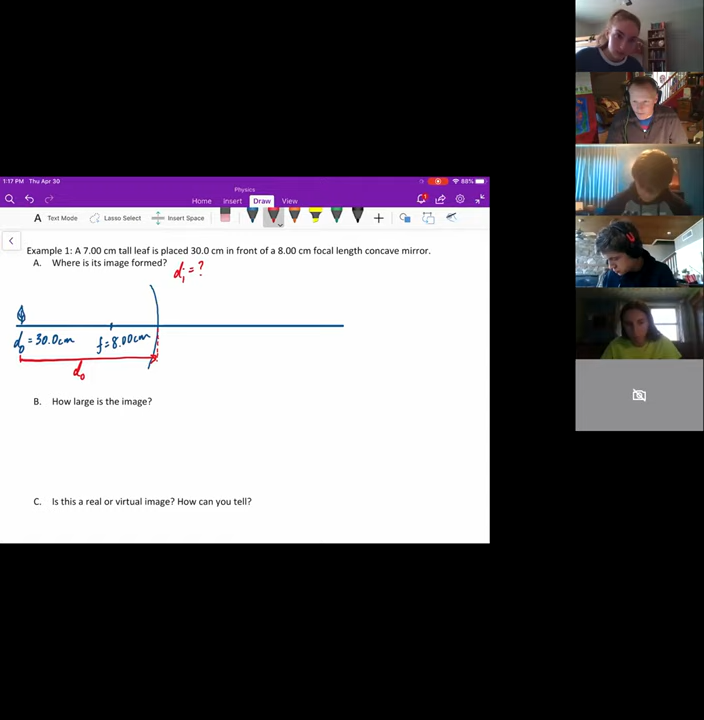 1:17 PM Thu Apr 30
88%
Physics
Home Insert Draw View
A Text Mode Lasso Select Insert Space
Example 1: A 7.00 cm tall leaf is placed 30.0 cm in front of a 8.00 cm focal length concave mirror.
A. Where is its image formed?
di = ?
do = 30.0cm f = 8.00cm
do
B. How large is the image?
C. Is this a real or virtual image? How can you tell?